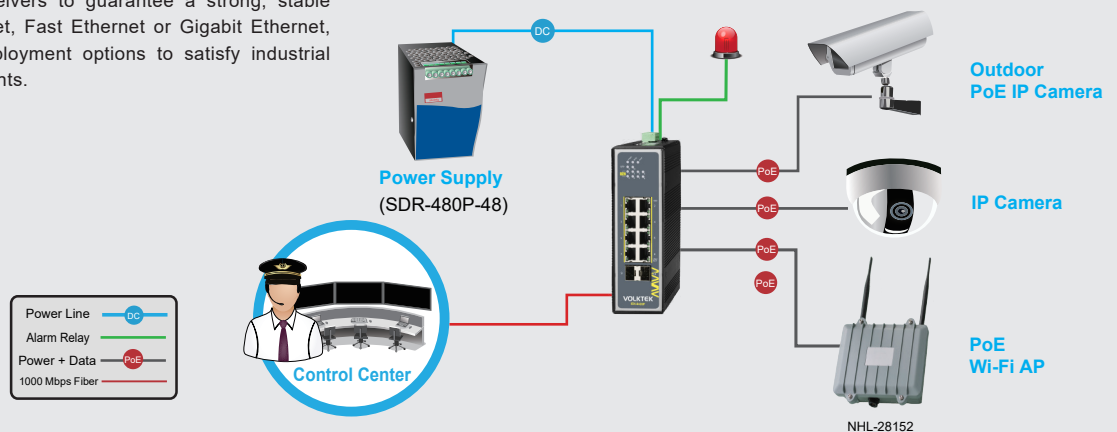 eivers to guarantee a strong, stable
et, Fast Ethernet or Gigabit Ethernet,
ployment options to satisfy industrial
nts.
DC
Outdoor
PoE IP Camera
PoE
Power Supply
(SDR-480P-48)
PoE
IP Camera
PoE
PoE
VOLKTEK
Power Line DC
Alarm Relay
Power + Data PoE
1000 Mbps Fiber
Control Center
PoE
Wi-Fi AP
NHL-28152